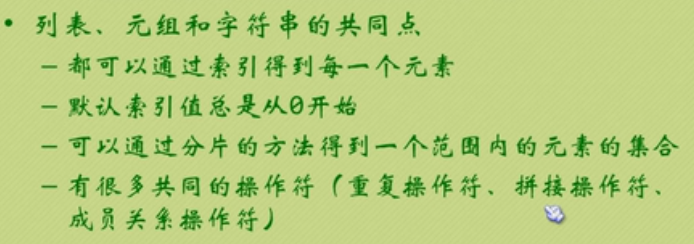 • 列表、元组和字符串的共同点
– 都可以通过索引得到每一个元素
– 默认索引值总是从0开始
– 可以通过分片的方法得到一个范围内的元素的集合
– 有很多共同的操作符（重复操作符、拼接操作符、
成员关系操作符）